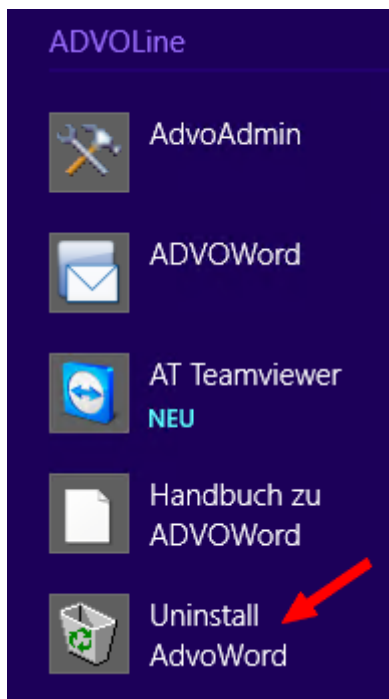 ADVOLine
AdvoAdmin
ADVOWord
AT Teamviewer
NEU
Handbuch zu
ADVOWord
Uninstall
AdvoWord